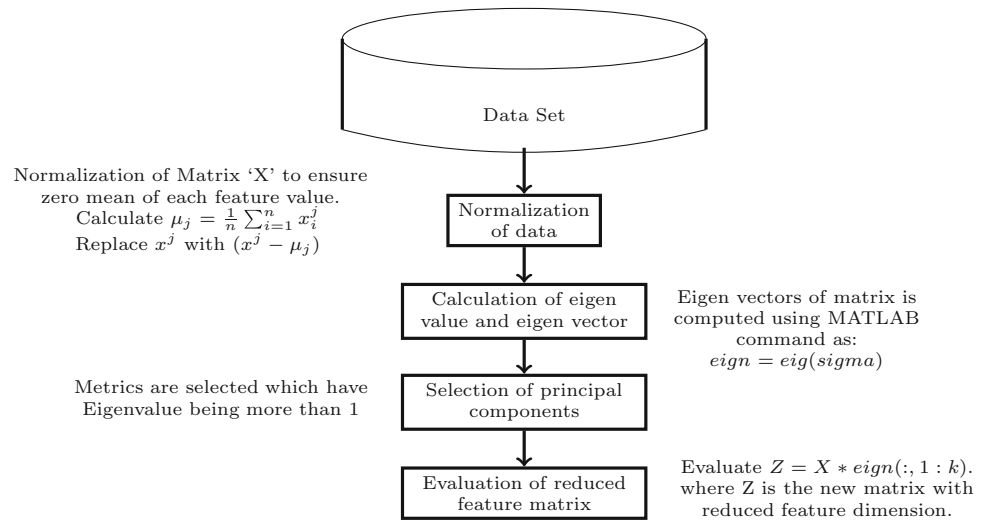 Data Set
Normalization of Matrix ‘X’ to ensure
zero mean of each feature value.
Calculate μ_j = 1/n ∑_{i=1}^{n} x_i^j
Replace x^j with (x^j − μ_j)
Normalization
of data
Calculation of eigen
value and eigen vector
Eigen vectors of matrix is
computed using MATLAB
command as:
eign = eig(sigma)
Metrics are selected which have
Eigenvalue being more than 1
Selection of principal
components
Evaluation of reduced
feature matrix
Evaluate Z = X ∗ eign(:, 1 : k).
where Z is the new matrix with
reduced feature dimension.